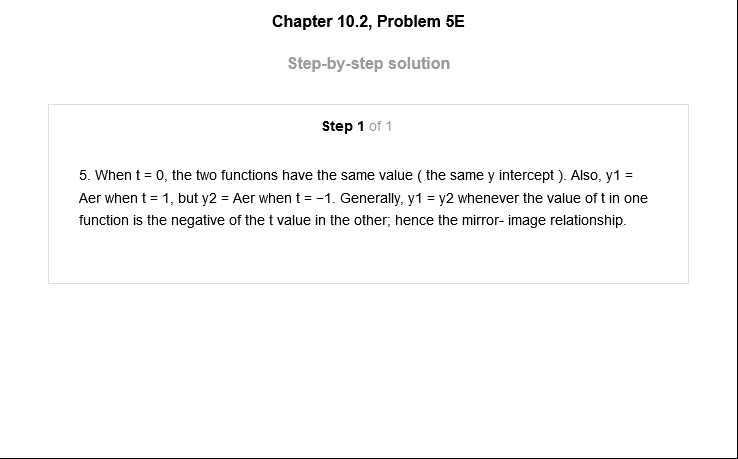 Chapter 10.2, Problem 5E
Step-by-step solution
Step 1 of 1
5. When t = 0, the two functions have the same value ( the same y intercept ). Also, y1 =
Aer when t = 1, but y2 = Aer when t = −1. Generally, y1 = y2 whenever the value of t in one
function is the negative of the t value in the other; hence the mirror- image relationship.